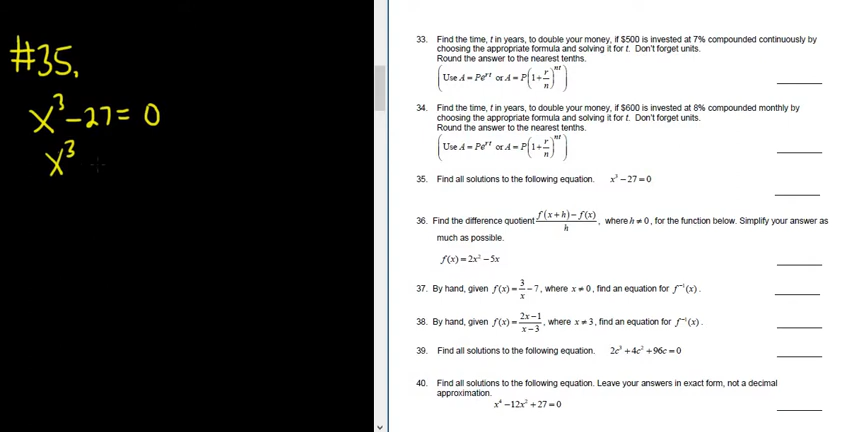 #35.
x³ - 27 = 0
x³
33. Find the time, t in years, to double your money, if $500 is invested at 7% compounded continuously by
choosing the appropriate formula and solving it for t. Don't forget units.
Round the answer to the nearest tenths.
(Use A = Pe^rt or A = P(1 + r/n)^nt)
34. Find the time, t in years, to double your money, if $600 is invested at 8% compounded monthly by
choosing the appropriate formula and solving it for t. Don't forget units.
Round the answer to the nearest tenths.
(Use A = Pe^rt or A = P(1 + r/n)^nt)
35. Find all solutions to the following equation. x³ - 27 = 0
36. Find the difference quotient (f(x + h) - f(x))/h, where h ≠ 0, for the function below. Simplify your answer as
much as possible.
f(x) = 2x² - 5x
37. By hand, given f(x) = 3/x - 7, where x ≠ 0, find an equation for f⁻¹(x).
38. By hand, given f(x) = (2x - 1)/(x - 3), where x ≠ 3, find an equation for f⁻¹(x).
39. Find all solutions to the following equation. 2c³ + 4c² + 96c = 0
40. Find all solutions to the following equation. Leave your answers in exact form, not a decimal
approximation.
x⁴ - 12x² + 27 = 0